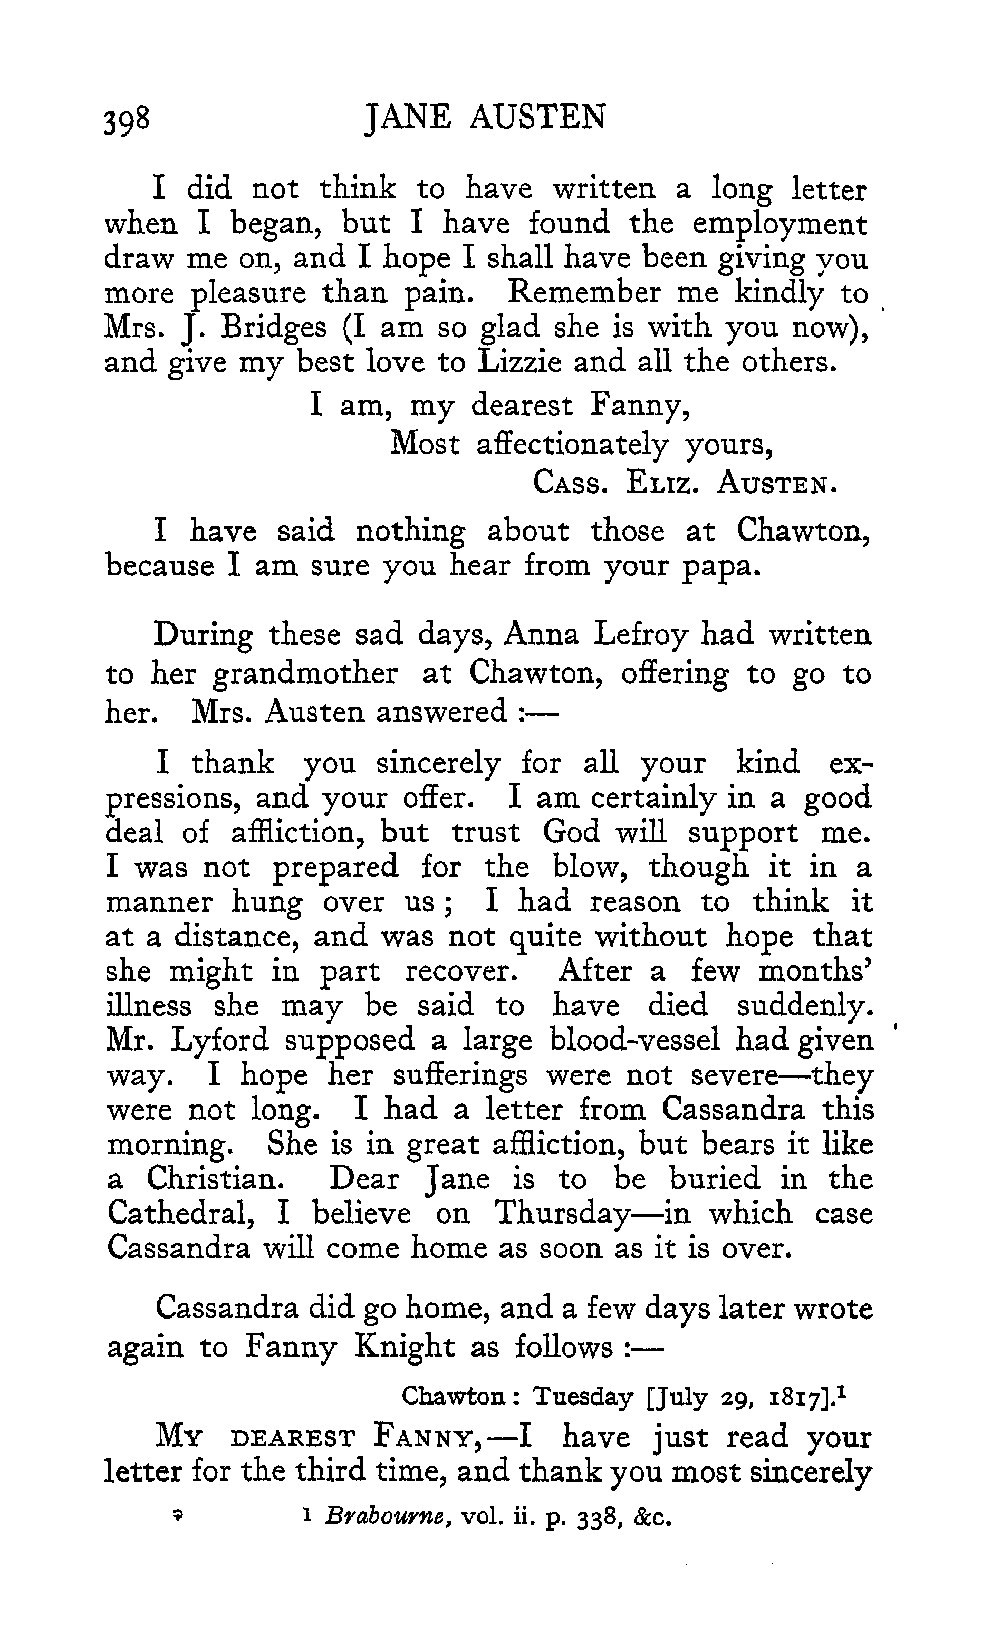 398 JANE AUSTEN
I did not think to have written a long letter
when I began, but I have found the employment
draw me on, and I hope I shall have been giving you
more pleasure than pain. Remember me kindly to
Mrs. J. Bridges (I am so glad she is with you now),
and give my best love to Lizzie and all the others.
I am, my dearest Fanny,
Most affectionately yours,
CASS. ELIZ. AUSTEN.
I have said nothing about those at Chawton,
because I am sure you hear from your papa.
During these sad days, Anna Lefroy had written
to her grandmother at Chawton, offering to go to
her. Mrs. Austen answered :—
I thank you sincerely for all your kind ex-
pressions, and your offer. I am certainly in a good
deal of affliction, but trust God will support me.
I was not prepared for the blow, though it in a
manner hung over us ; I had reason to think it
at a distance, and was not quite without hope that
she might in part recover. After a few months'
illness she may be said to have died suddenly.
Mr. Lyford supposed a large blood-vessel had given
way. I hope her sufferings were not severe—they
were not long. I had a letter from Cassandra this
morning. She is in great affliction, but bears it like
a Christian. Dear Jane is to be buried in the
Cathedral, I believe on Thursday—in which case
Cassandra will come home as soon as it is over.
Cassandra did go home, and a few days later wrote
again to Fanny Knight as follows :—
Chawton : Tuesday [July 29, 1817].¹
MY DEAREST FANNY,—I have just read your
letter for the third time, and thank you most sincerely
1 Brabourne, vol. ii. p. 338, &c.